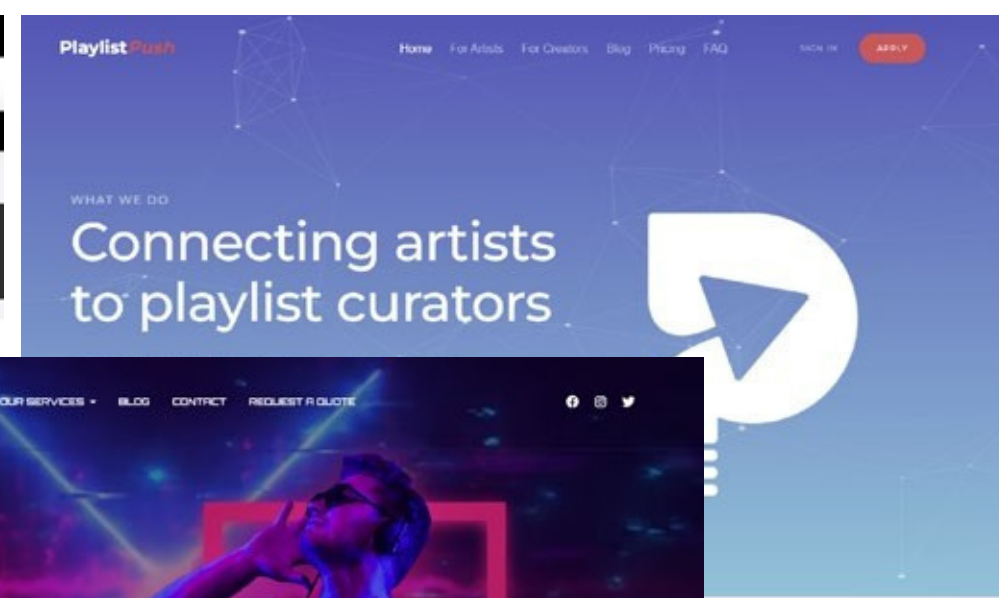 PlaylistPush
Home For Artists For Creators Blog Pricing FAQ SIGN IN APPLY
WHAT WE DO
Connecting artists
to playlist curators
OUR SERVICES BLOG CONTACT REQUEST A QUOTE